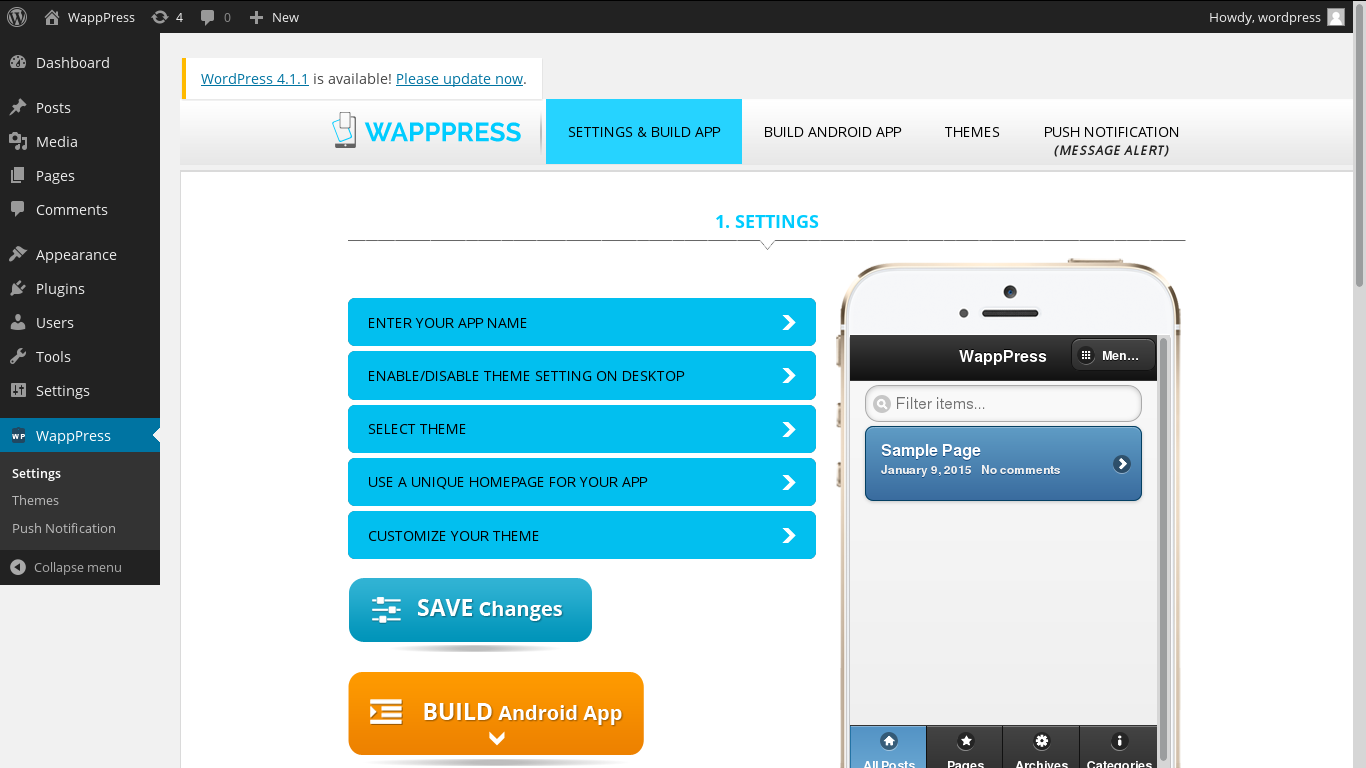 WappPress 4 0 New Howdy, wordpress
Dashboard
Posts
Media
Pages
Comments
Appearance
Plugins
Users
Tools
Settings
WP WappPress
Settings
Themes
Push Notification
Collapse menu
WordPress 4.1.1 is available! Please update now.
WAPPPRESS
SETTINGS & BUILD APP
BUILD ANDROID APP
THEMES
PUSH NOTIFICATION
(MESSAGE ALERT)
1. SETTINGS
ENTER YOUR APP NAME
ENABLE/DISABLE THEME SETTING ON DESKTOP
SELECT THEME
USE A UNIQUE HOMEPAGE FOR YOUR APP
CUSTOMIZE YOUR THEME
SAVE Changes
BUILD Android App
WappPress Men...
Filter items...
Sample Page
January 9, 2015 No comments
All Posts Pages Archives Categories